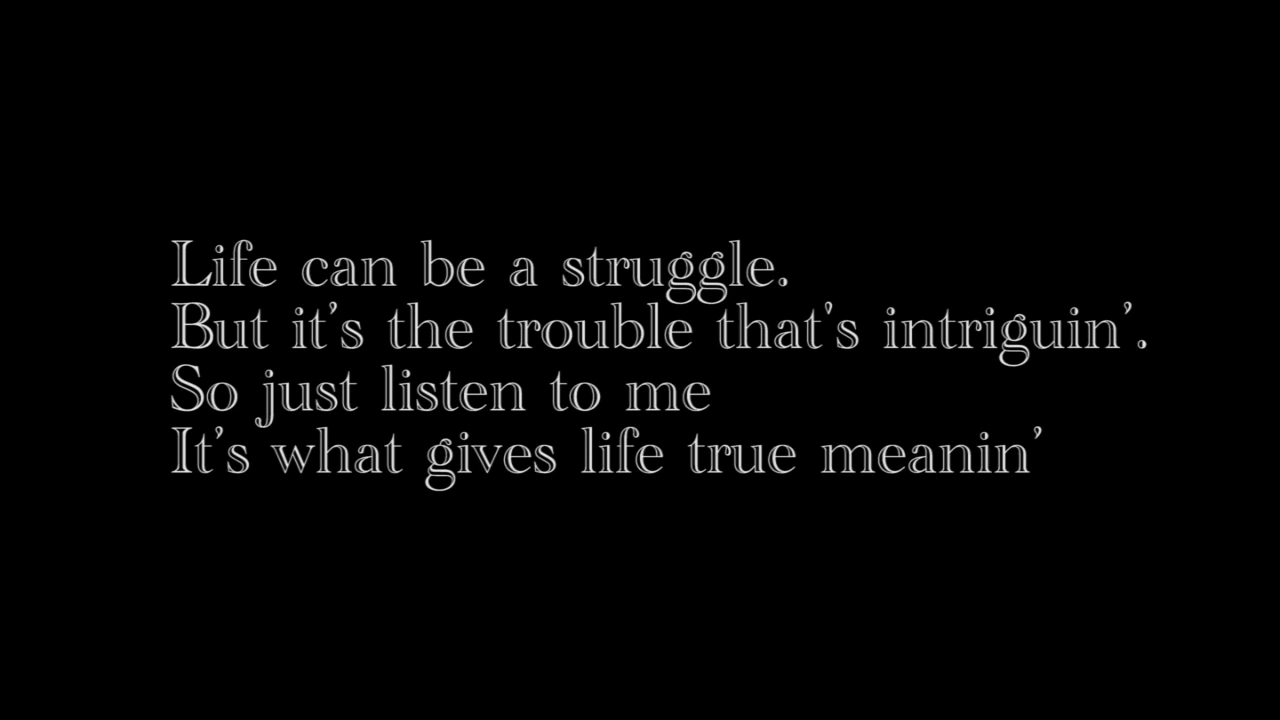 Life can be a struggle.
But it’s the trouble that's intriguin’.
So just listen to me
It’s what gives life true meanin’